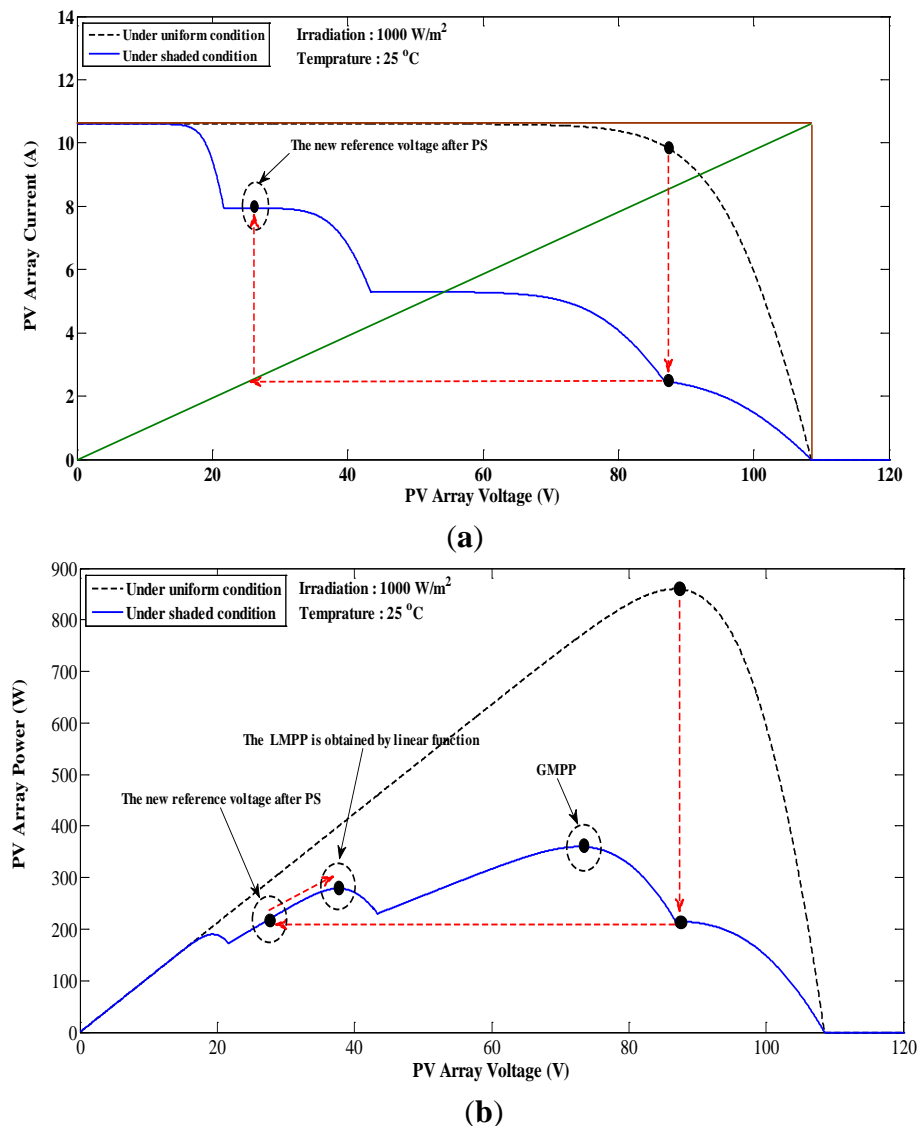 14
12
10
8
6
4
2
0
PV Array Current (A)
Under uniform condition
Under shaded condition
Irradiation : 1000 W/m²
Temprature : 25 °C
The new reference voltage after PS
0 20 40 60 80 100 120
PV Array Voltage (V)
(a)
900
800
700
600
500
400
300
200
100
0
PV Array Power (W)
Under uniform condition
Under shaded condition
Irradiation : 1000 W/m²
Temprature : 25 °C
The LMPP is obtained by linear function
GMPP
The new reference voltage after PS
0 20 40 60 80 100 120
PV Array Voltage (V)
(b)